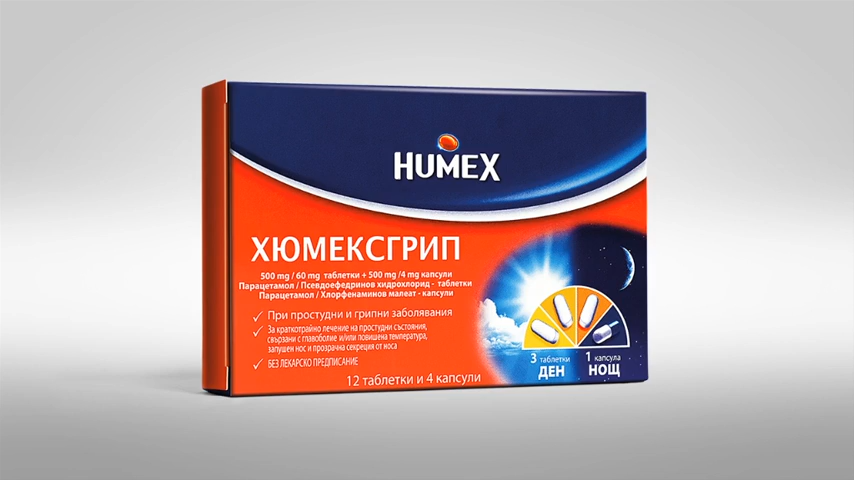 HUMEX
ХЮМЕКСГРИП
500 mg / 60 mg таблетки + 500 mg /4 mg капсули
Парацетамол / Псевдоефедринов хидрохлорид - таблетки
Парацетамол / Хлорфенаминов малеат - капсули
При простудни и грипни заболявания
За краткотрайно лечение на простудни състояния,
свързани с главоболие и/или повишена температура,
запушен нос и прозрачна секреция от носа
БЕЗ ЛЕКАРСКО ПРЕДПИСАНИЕ
12 таблетки и 4 капсули
3 таблетки
ДЕН
1 капсула
НОЩ